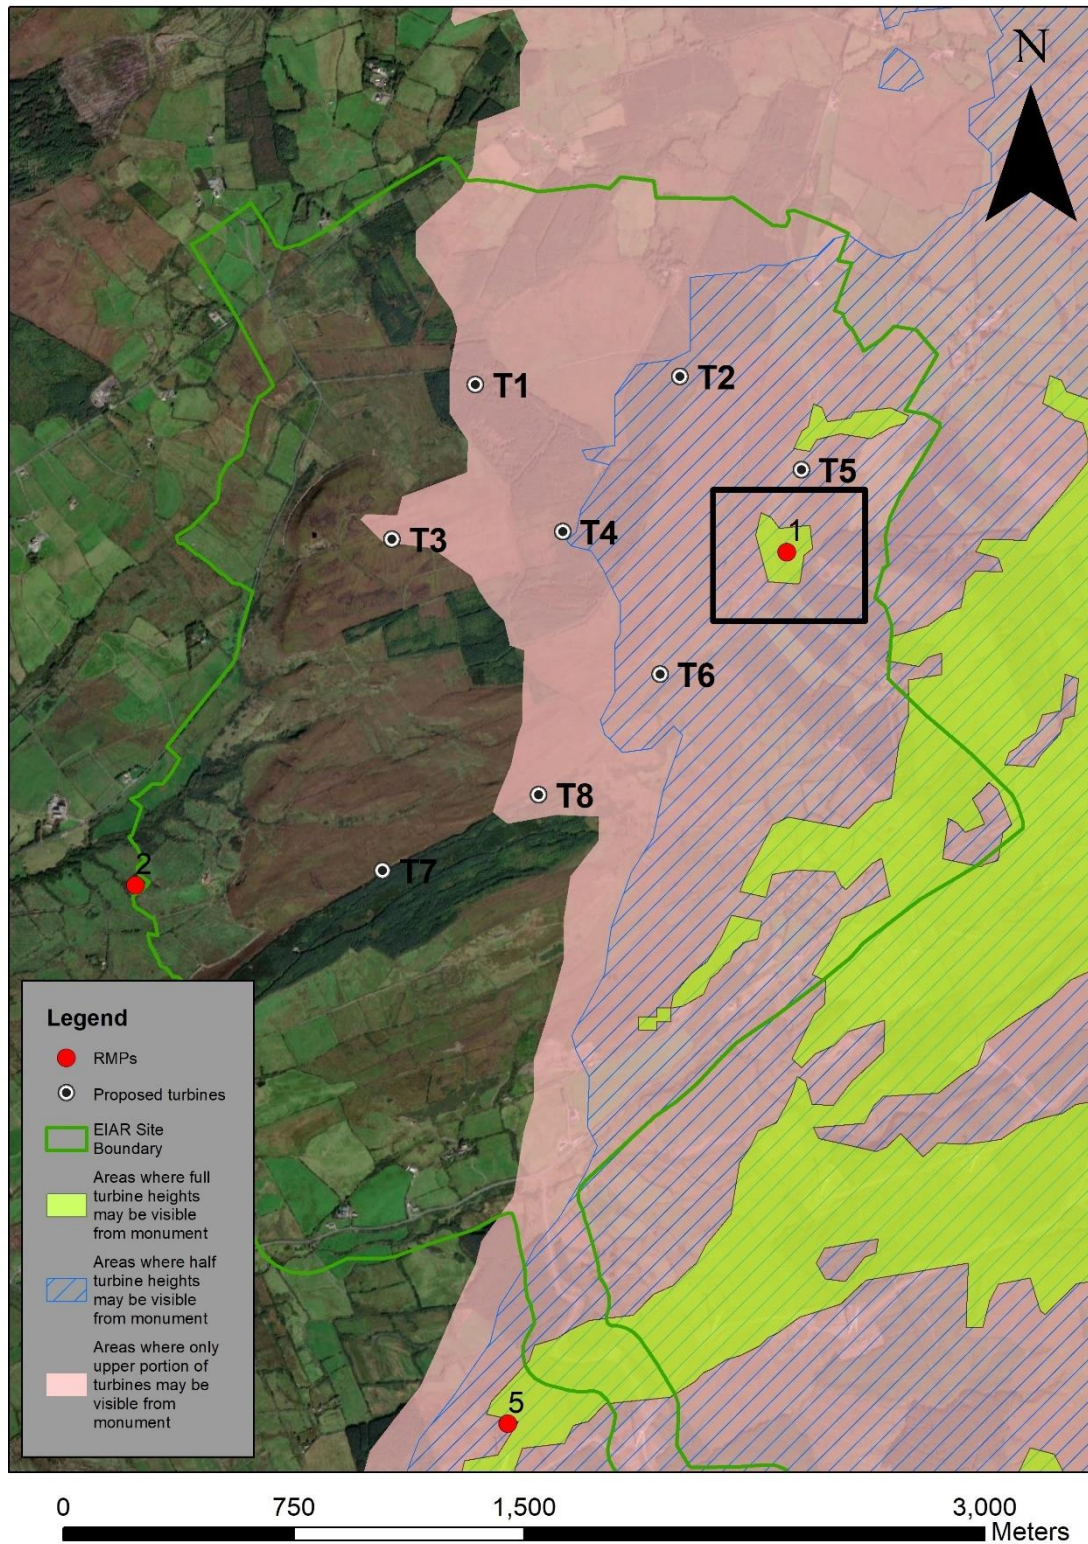 N
T1
T2
T5
1
T4
T3
T6
T8
T7
2
Legend
RMPs
Proposed turbines
EIAR Site
Boundary
Areas where full
turbine heights
may be visible
from monument
Areas where half
turbine heights
may be visible
from monument
Areas where only
upper portion of
turbines may be
visible from
monument
5
0 750 1,500 3,000
Meters